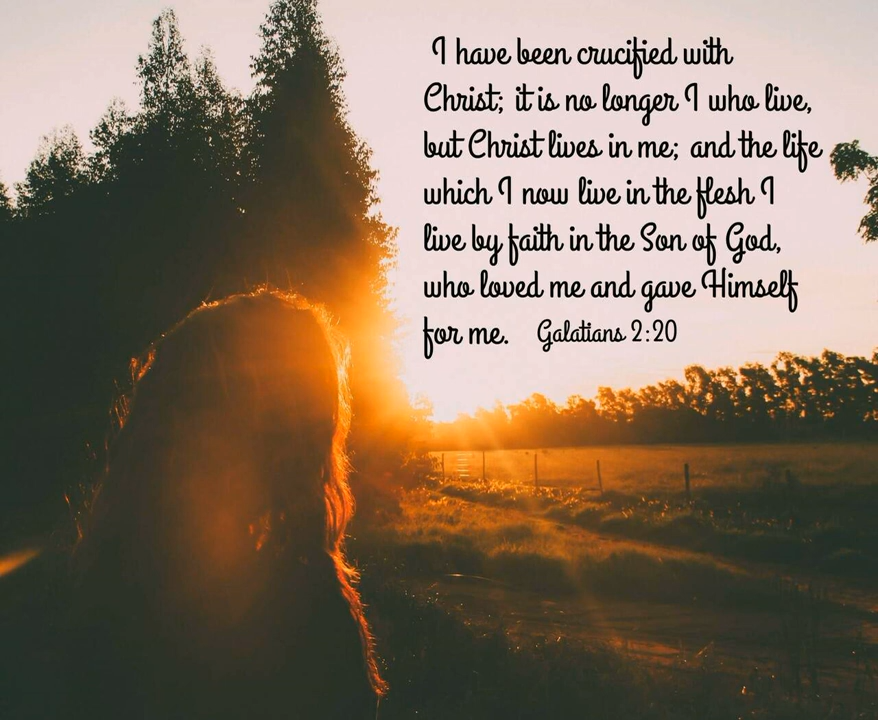 I have been crucified with
Christ; it is no longer I who live,
but Christ lives in me; and the life
which I now live in the flesh I
live by faith in the Son of God,
who loved me and gave Himself
for me. Galatians 2:20